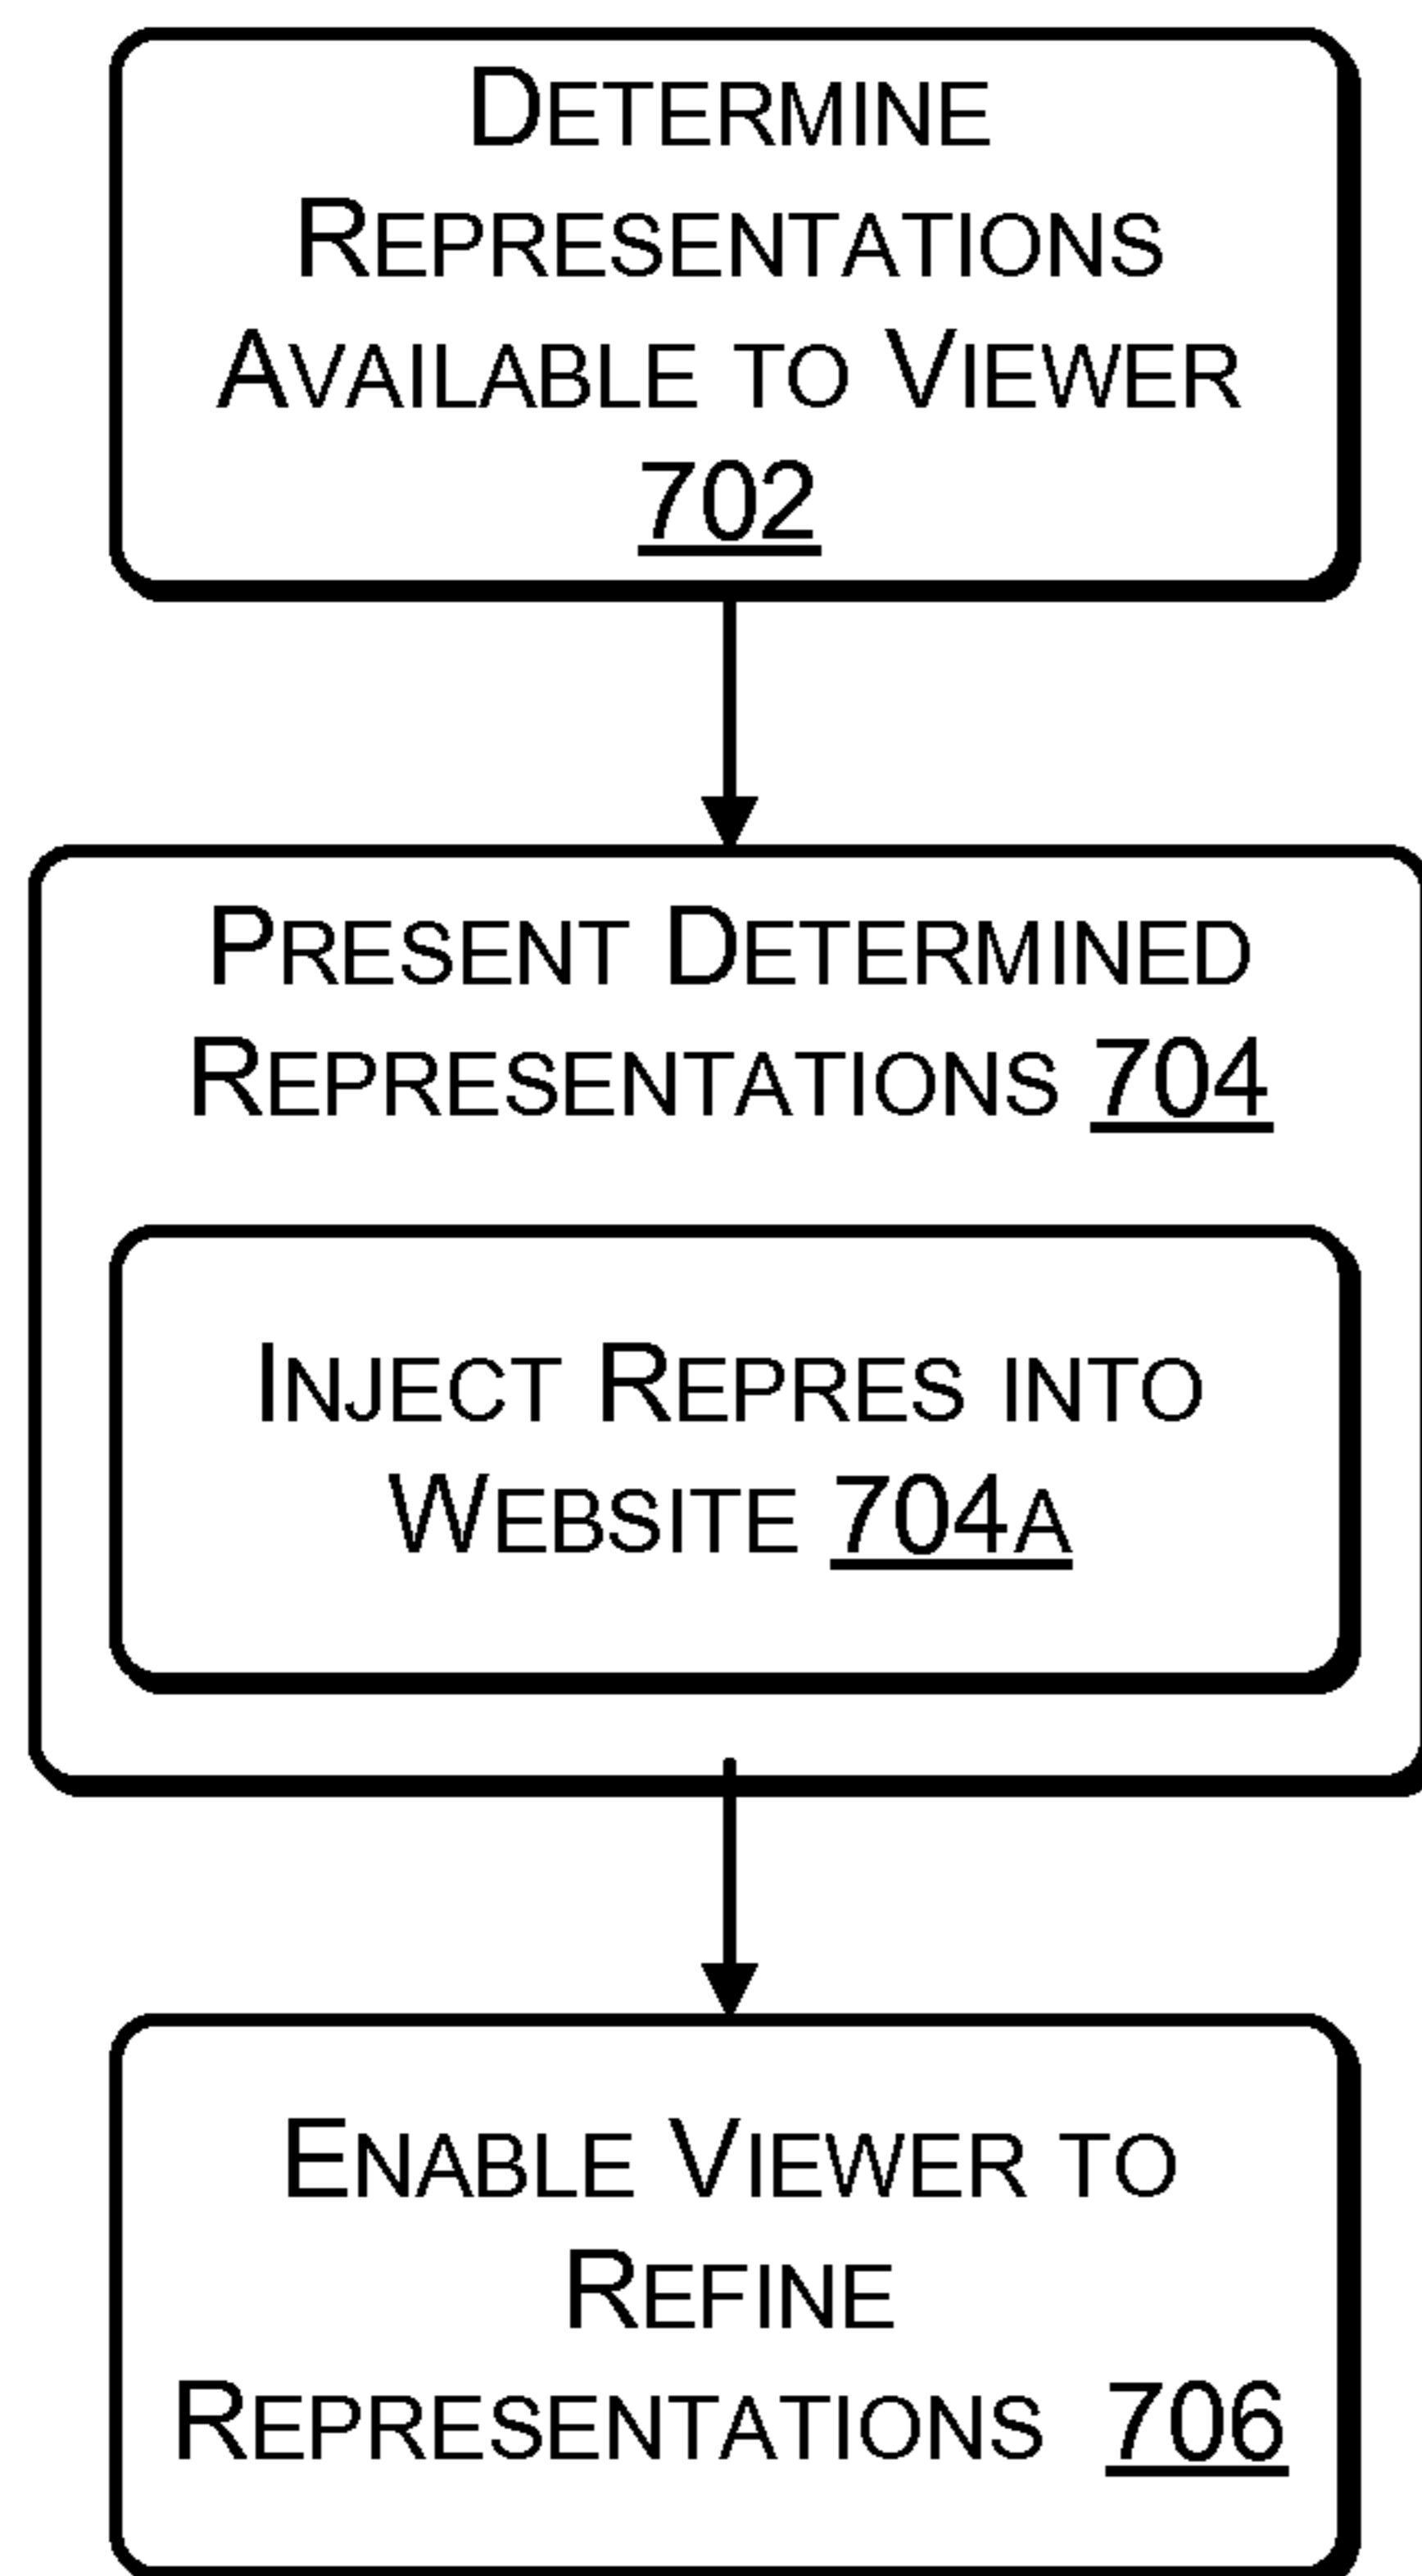 DETERMINE
REPRESENTATIONS
AVAILABLE TO VIEWER
702
PRESENT DETERMINED
REPRESENTATIONS 704
INJECT REPRES INTO
WEBSITE 704A
ENABLE VIEWER TO
REFINE
REPRESENTATIONS 706